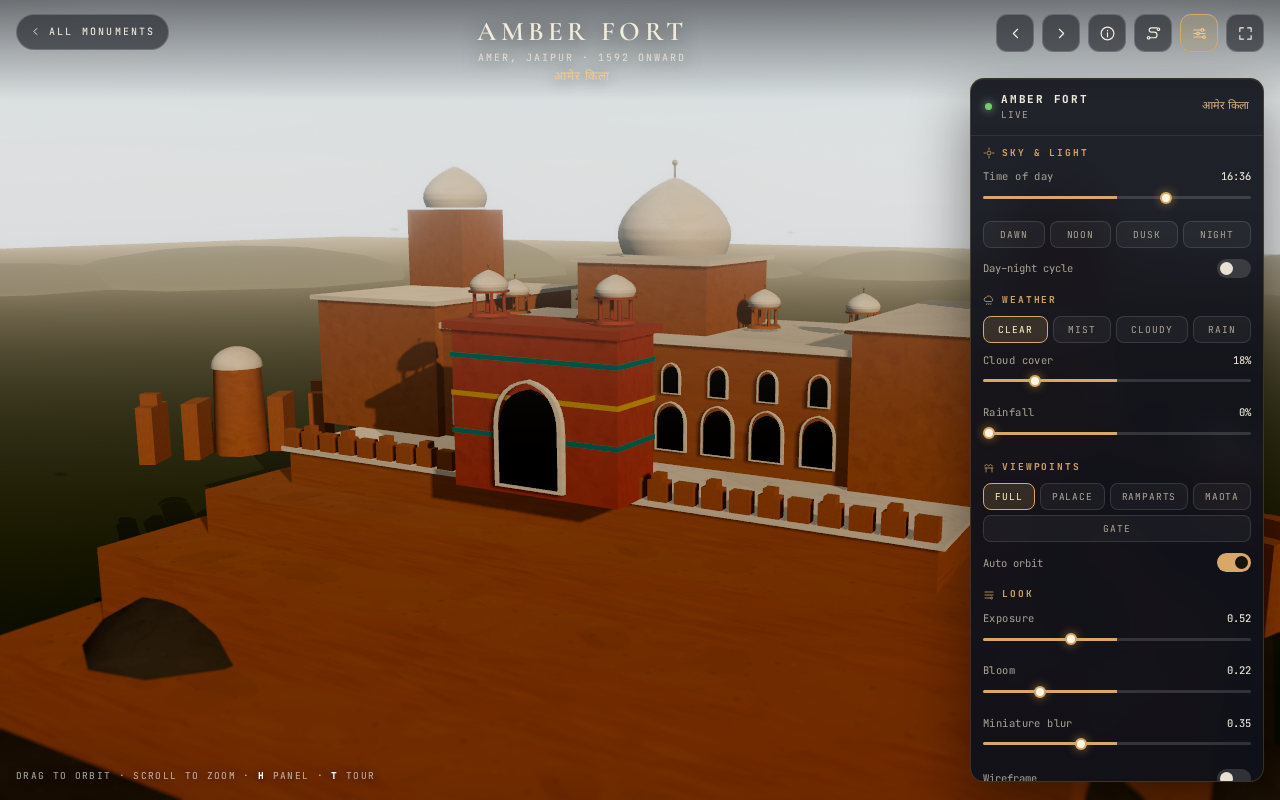 ALL MONUMENTS
AMBER FORT
AMER, JAIPUR · 1592 ONWARD
आमेर क़िला
AMBER FORT
LIVE
आमेर क़िला
SKY & LIGHT
Time of day 16:36
DAWN NOON DUSK NIGHT
Day-night cycle
WEATHER
CLEAR MIST CLOUDY RAIN
Cloud cover 18%
Rainfall 0%
VIEWPOINTS
FULL PALACE RAMPARTS MAOTA
GATE
Auto orbit
LOOK
Exposure 0.52
Bloom 0.22
Miniature blur 0.35
Wireframe
DRAG TO ORBIT · SCROLL TO ZOOM · H PANEL · T TOUR